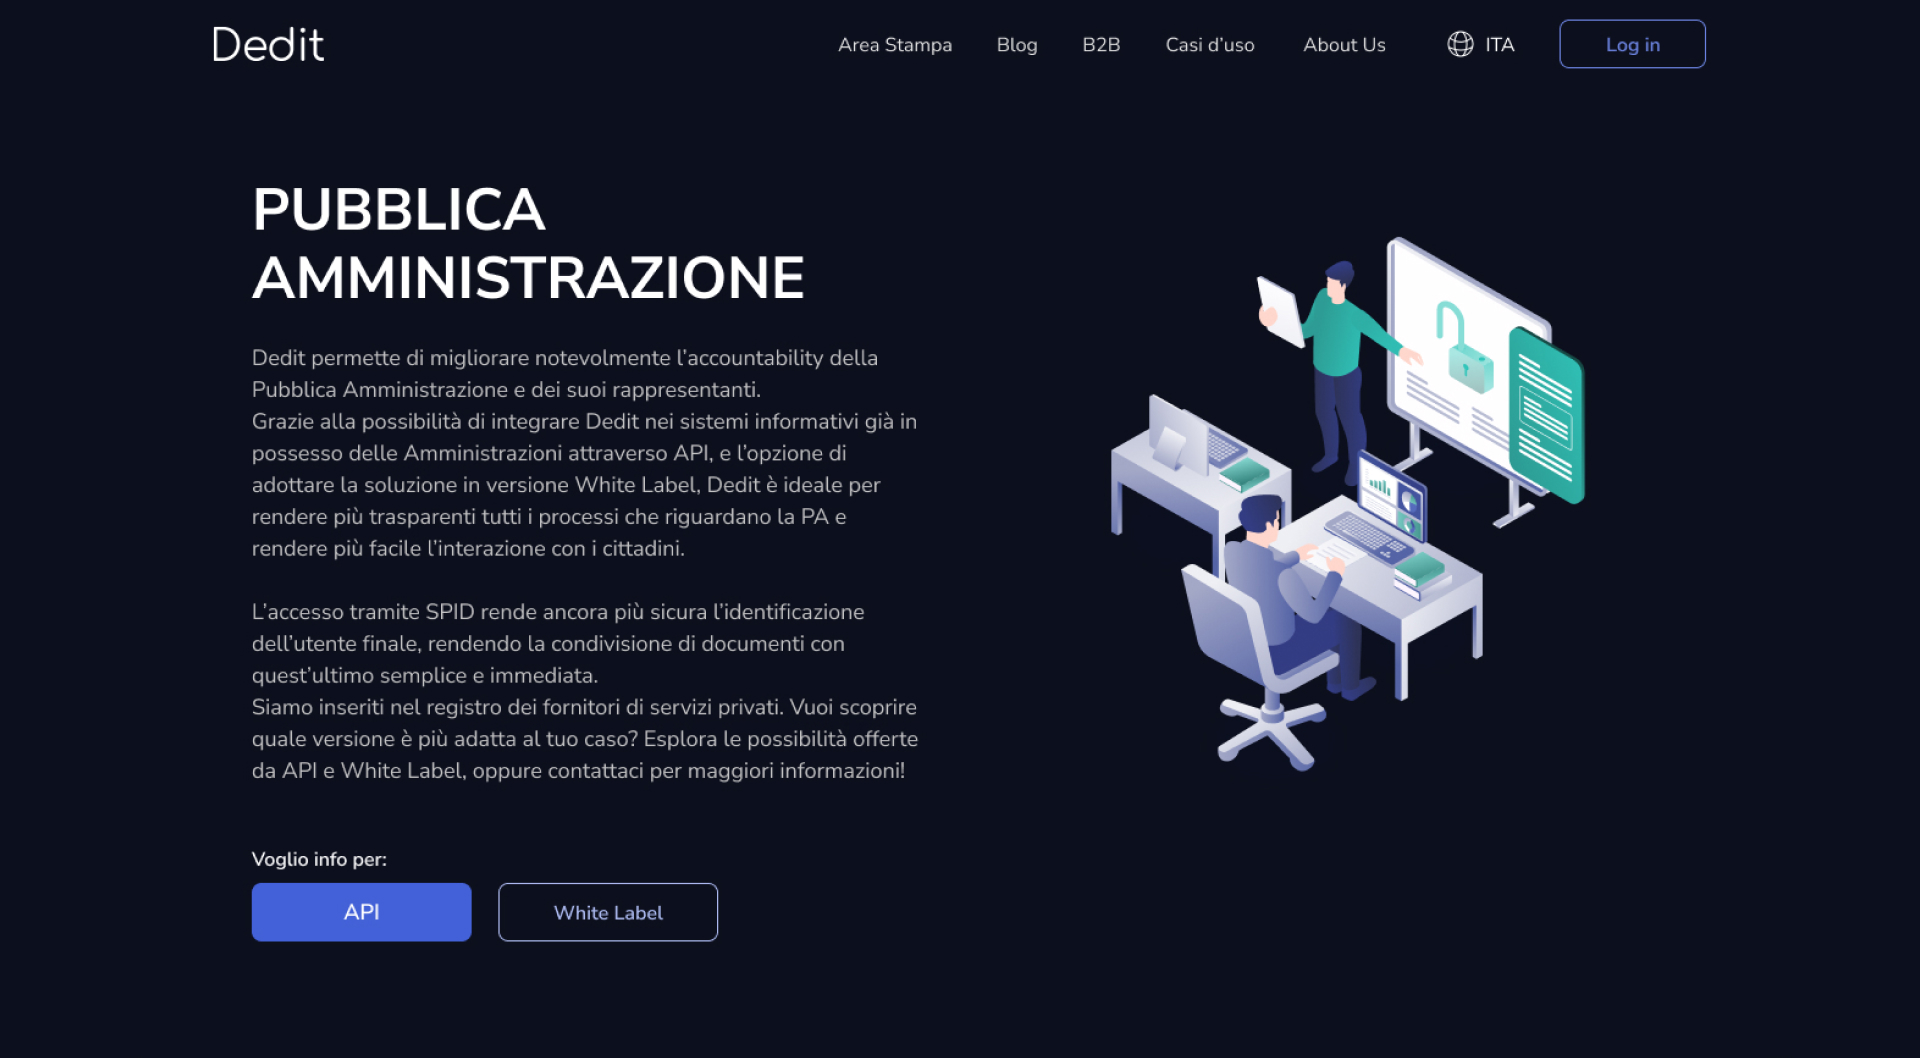 Dedit
Area Stampa
Blog
B2B
Casi d’uso
About Us
ITA
Log in
PUBBLICA
AMMINISTRAZIONE
Dedit permette di migliorare notevolmente l’accountability della
Pubblica Amministrazione e dei suoi rappresentanti.
Grazie alla possibilità di integrare Dedit nei sistemi informativi già in
possesso delle Amministrazioni attraverso API, e l’opzione di
adottare la soluzione in versione White Label, Dedit è ideale per
rendere più trasparenti tutti i processi che riguardano la PA e
rendere più facile l’interazione con i cittadini.
L’accesso tramite SPID rende ancora più sicura l’identificazione
dell’utente finale, rendendo la condivisione di documenti con
quest’ultimo semplice e immediata.
Siamo inseriti nel registro dei fornitori di servizi privati. Vuoi scoprire
quale versione è più adatta al tuo caso? Esplora le possibilità offerte
da API e White Label, oppure contattaci per maggiori informazioni!
Voglio info per:
API
White Label